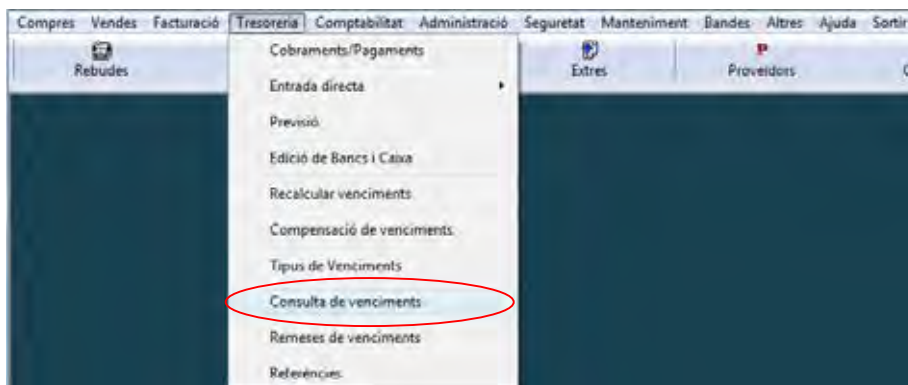 Compres Vendes Facturació Tresoreria Comptabilitat Administració Seguretat Manteniment Bandes Altres Ajuda Sortir
Rebudes Extres Proveïdors
Cobraments/Pagaments
Entrada directa
Previsió
Edició de Bancs i Caixa
Recalcular venciments
Compensació de venciments
Tipus de Venciments
Consulta de venciments
Remeses de venciments
Referències